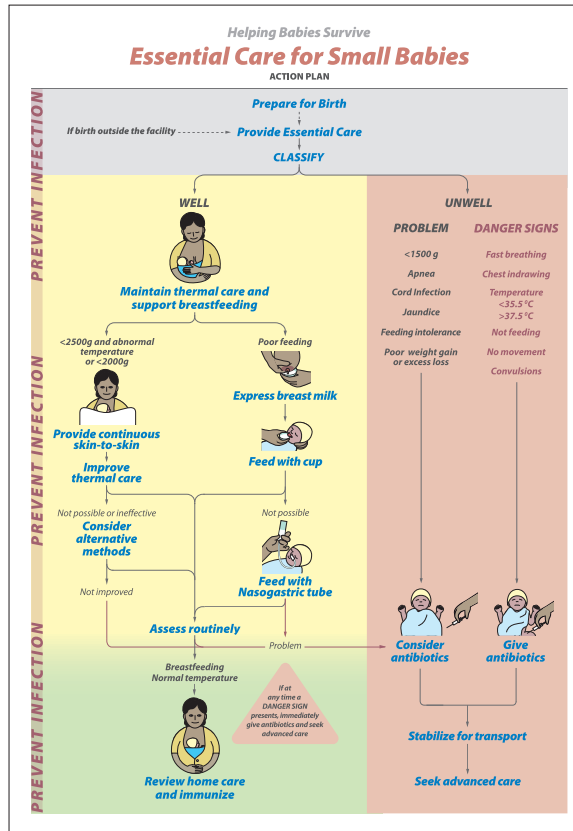 Helping Babies Survive
Essential Care for Small Babies
ACTION PLAN
PREVENT INFECTION
Prepare for Birth
If birth outside the facility
Provide Essential Care
CLASSIFY
WELL
Maintain thermal care and
support breastfeeding
<2500g and abnormal
temperature
or <2000g
Provide continuous
skin-to-skin
Improve
thermal care
Poor feeding
Express breast milk
Feed with cup
PREVENT INFECTION
Not possible or ineffective
Consider
alternative
methods
Not improved
Not possible
Feed with
Nasogastric tube
Assess routinely
Problem
PREVENT INFECTION
Breastfeeding
Normal temperature
Review home care
and immunize
If at
any time a
DANGER SIGN
presents, immediately
give antibiotics and seek
advanced care
UNWELL
PROBLEM
<1500 g
Apnea
Cord Infection
Jaundice
Feeding intolerance
Poor weight gain
or excess loss
DANGER SIGNS
Fast breathing
Chest indrawing
Temperature
<35.5 °C
>37.5 °C
Not feeding
No movement
Convulsions
Consider
antibiotics
Give
antibiotics
Stabilize for transport
Seek advanced care